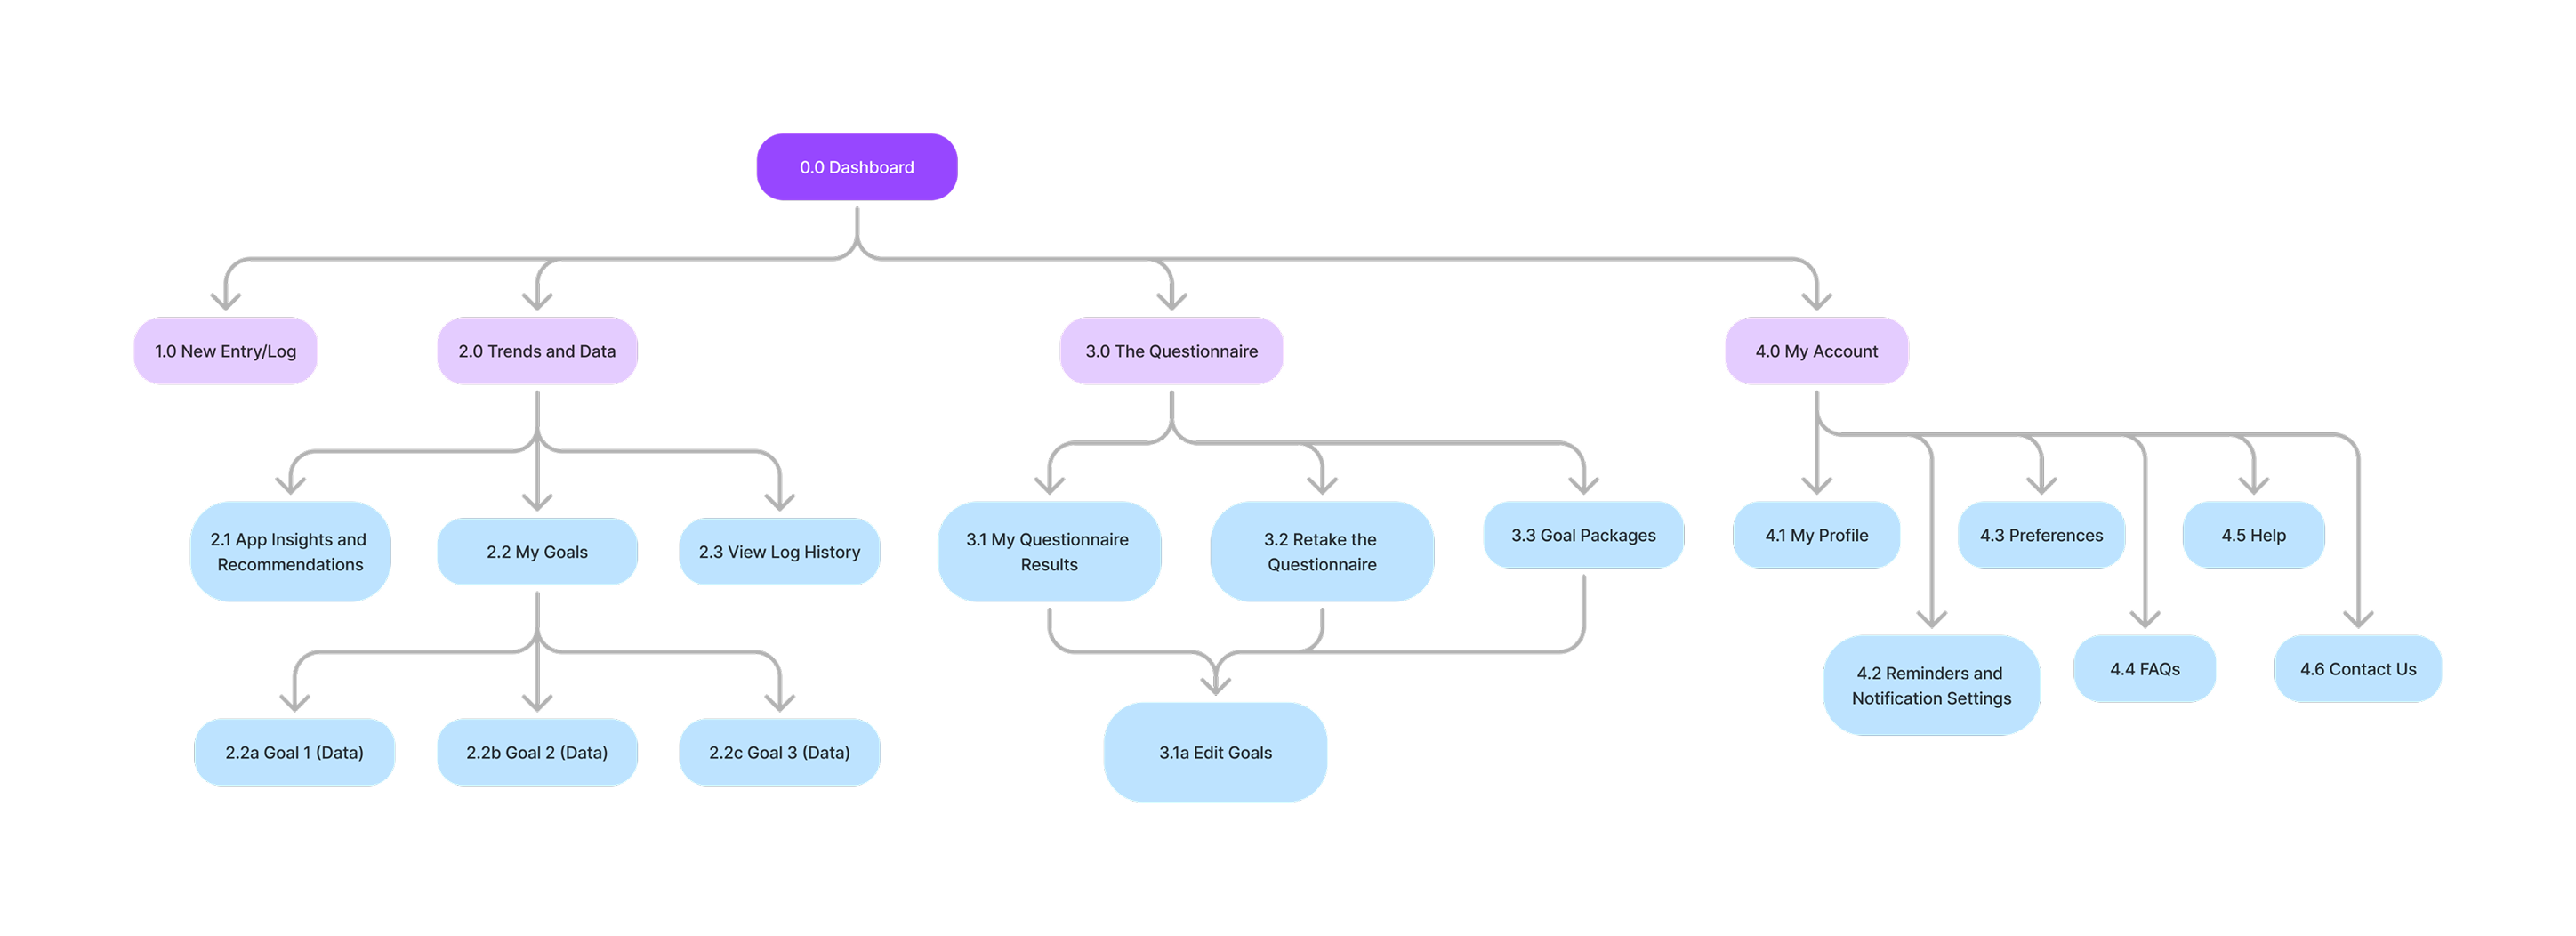 0.0 Dashboard
1.0 New Entry/Log
2.0 Trends and Data
3.0 The Questionnaire
4.0 My Account
2.1 App Insights and
Recommendations
2.2 My Goals
2.3 View Log History
3.1 My Questionnaire
Results
3.2 Retake the
Questionnaire
3.3 Goal Packages
4.1 My Profile
4.3 Preferences
4.5 Help
4.2 Reminders and
Notification Settings
4.4 FAQs
4.6 Contact Us
2.2a Goal 1 (Data)
2.2b Goal 2 (Data)
2.2c Goal 3 (Data)
3.1a Edit Goals